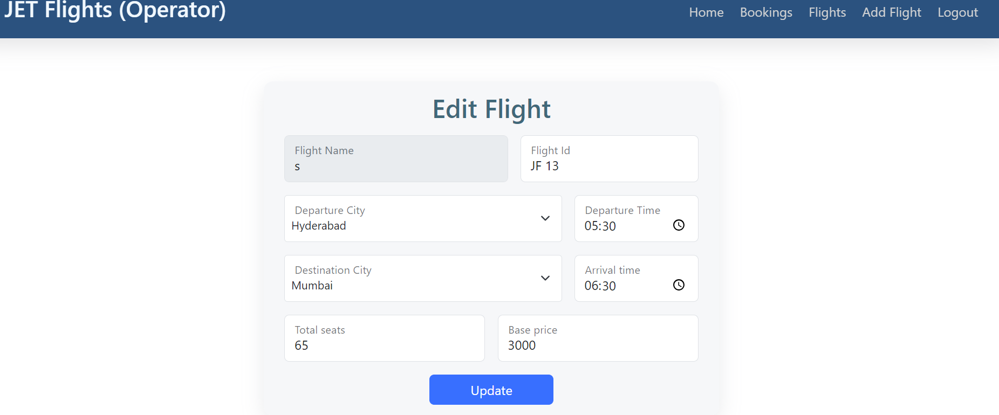 JET Flights (Operator)
Home Bookings Flights Add Flight Logout
Edit Flight
Flight Name
s
Flight Id
JF 13
Departure City
Hyderabad
Departure Time
05:30
Destination City
Mumbai
Arrival time
06:30
Total seats
65
Base price
3000
Update